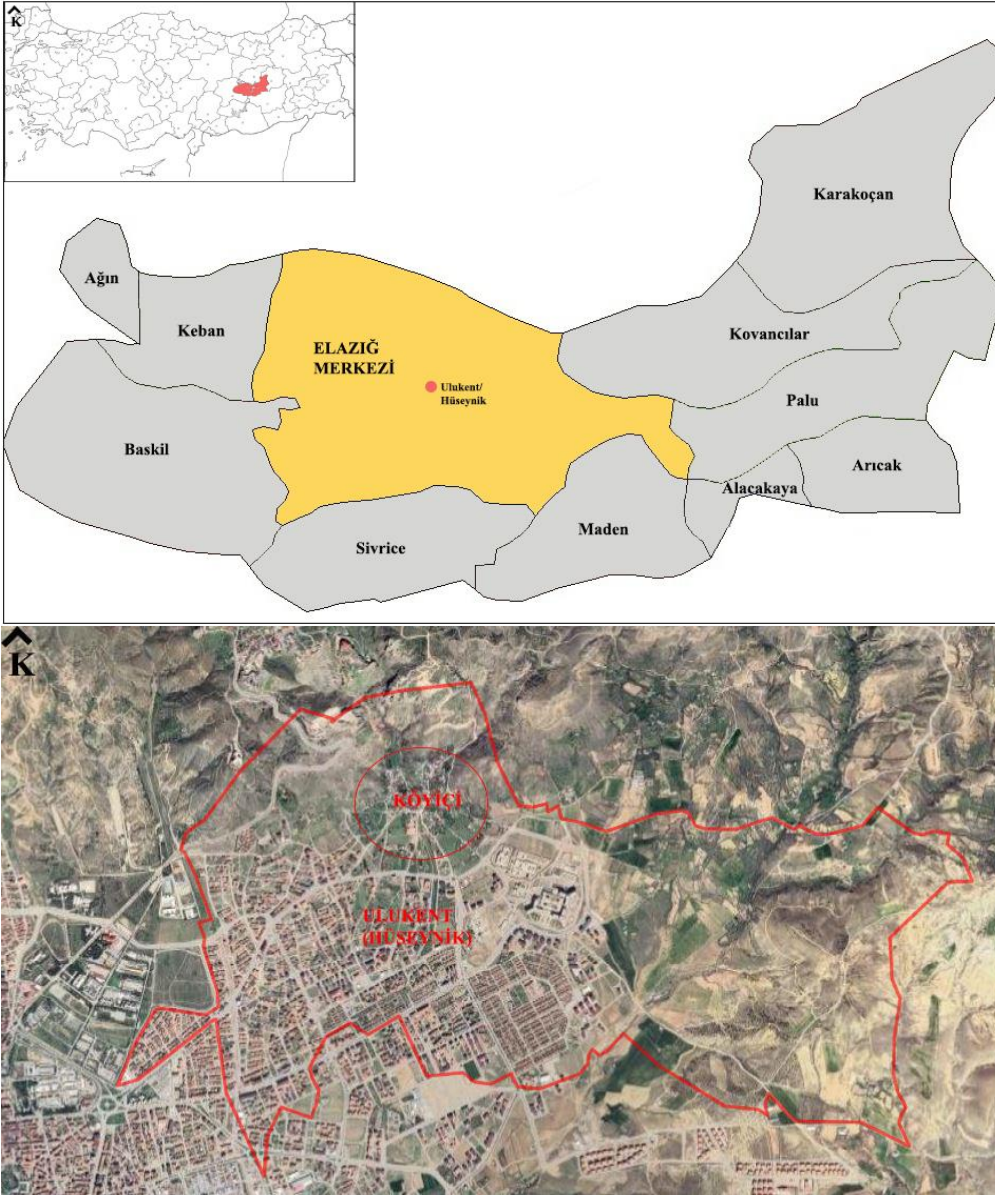 K
Karakoçan
Ağın
Keban
Kovancılar
ELAZIĞ
MERKEZİ
Ulukent/
Hüseynik
Palu
Baskil
Arıcak
Alacakaya
Maden
Sivrice
K
KÖYİÇİ
ULUKENT
(HÜSEYNİK)